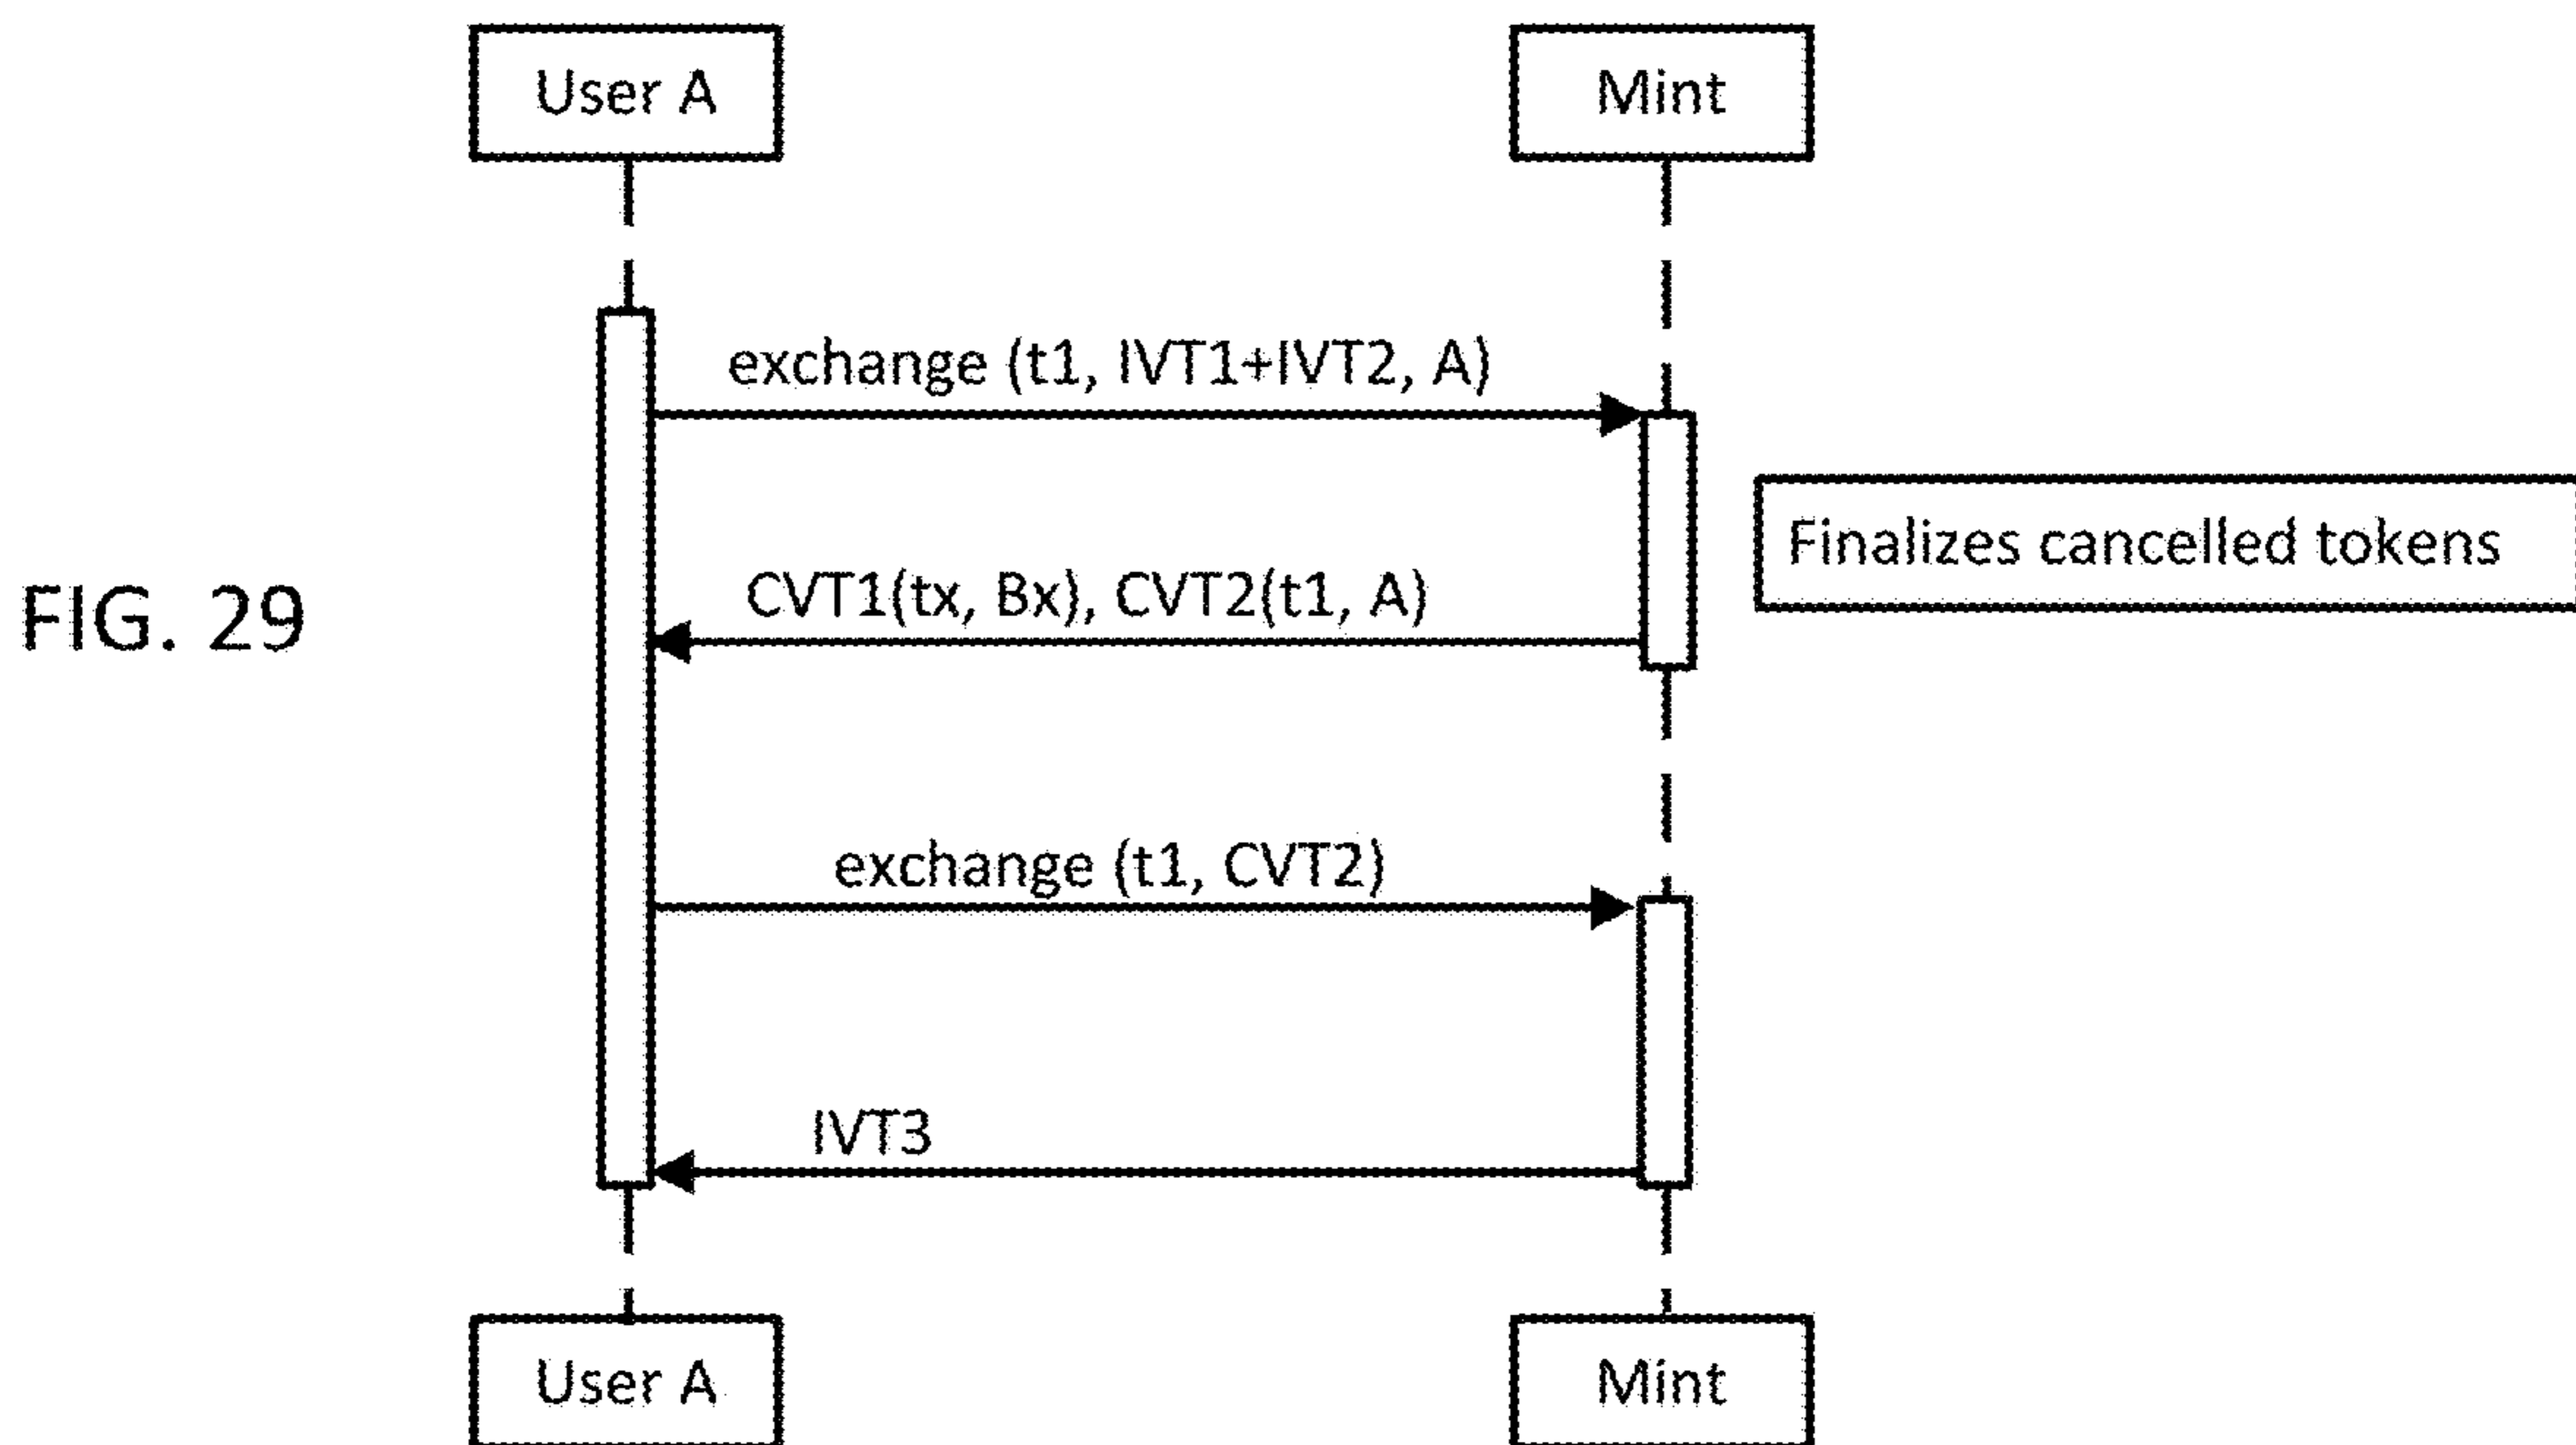 User A
Mint
exchange (t1, IVT1+IVT2, A)
Finalizes cancelled tokens
CVT1(tx, Bx), CVT2(t1, A)
FIG. 29
exchange (t1, CVT2)
IVT3
User A
Mint